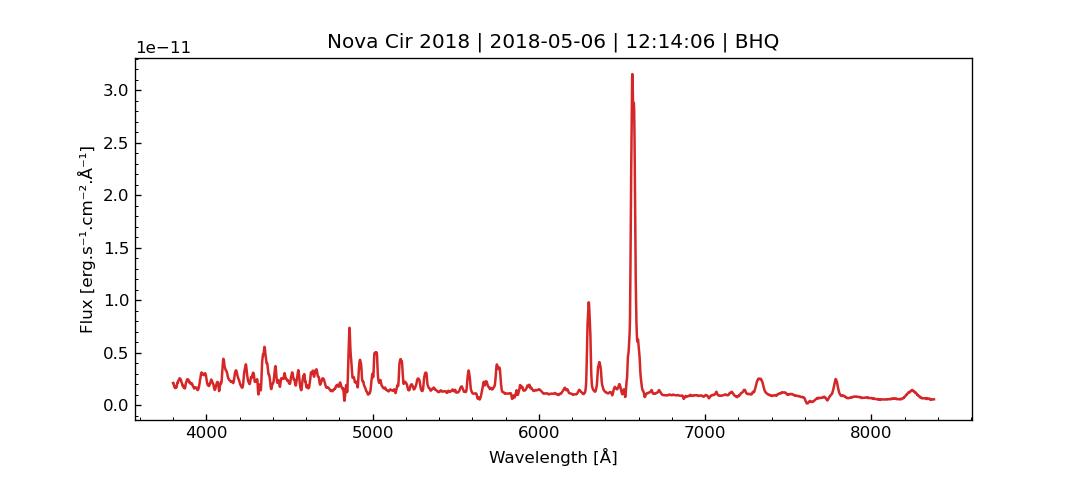 Nova Cir 2018 | 2018-05-06 | 12:14:06 | BHQ
1e−11
3.0
2.5
2.0
1.5
1.0
0.5
0.0
Flux [erg.s⁻¹.cm⁻².Å⁻¹]
4000 5000 6000 7000 8000
Wavelength [Å]